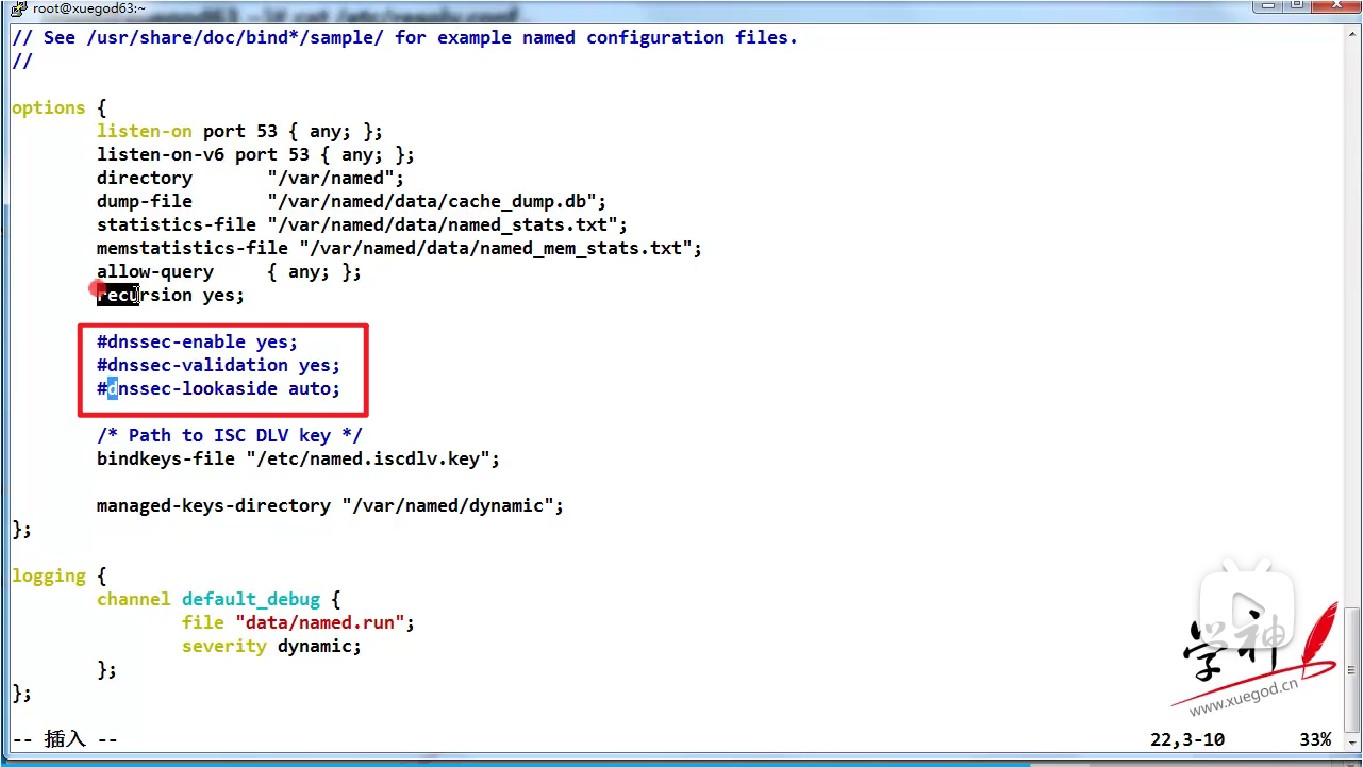 root@xuegod63:~
// See /usr/share/doc/bind*/sample/ for example named configuration files.
//
options {
listen-on port 53 { any; };
listen-on-v6 port 53 { any; };
directory "/var/named";
dump-file "/var/named/data/cache_dump.db";
statistics-file "/var/named/data/named_stats.txt";
memstatistics-file "/var/named/data/named_mem_stats.txt";
allow-query { any; };
recursion yes;
#dnssec-enable yes;
#dnssec-validation yes;
#dnssec-lookaside auto;
/* Path to ISC DLV key */
bindkeys-file "/etc/named.iscdlv.key";
managed-keys-directory "/var/named/dynamic";
};
logging {
channel default_debug {
file "data/named.run";
severity dynamic;
};
};
学神
www.xuegod.cn
-- 插入 --
22,3-10
33%